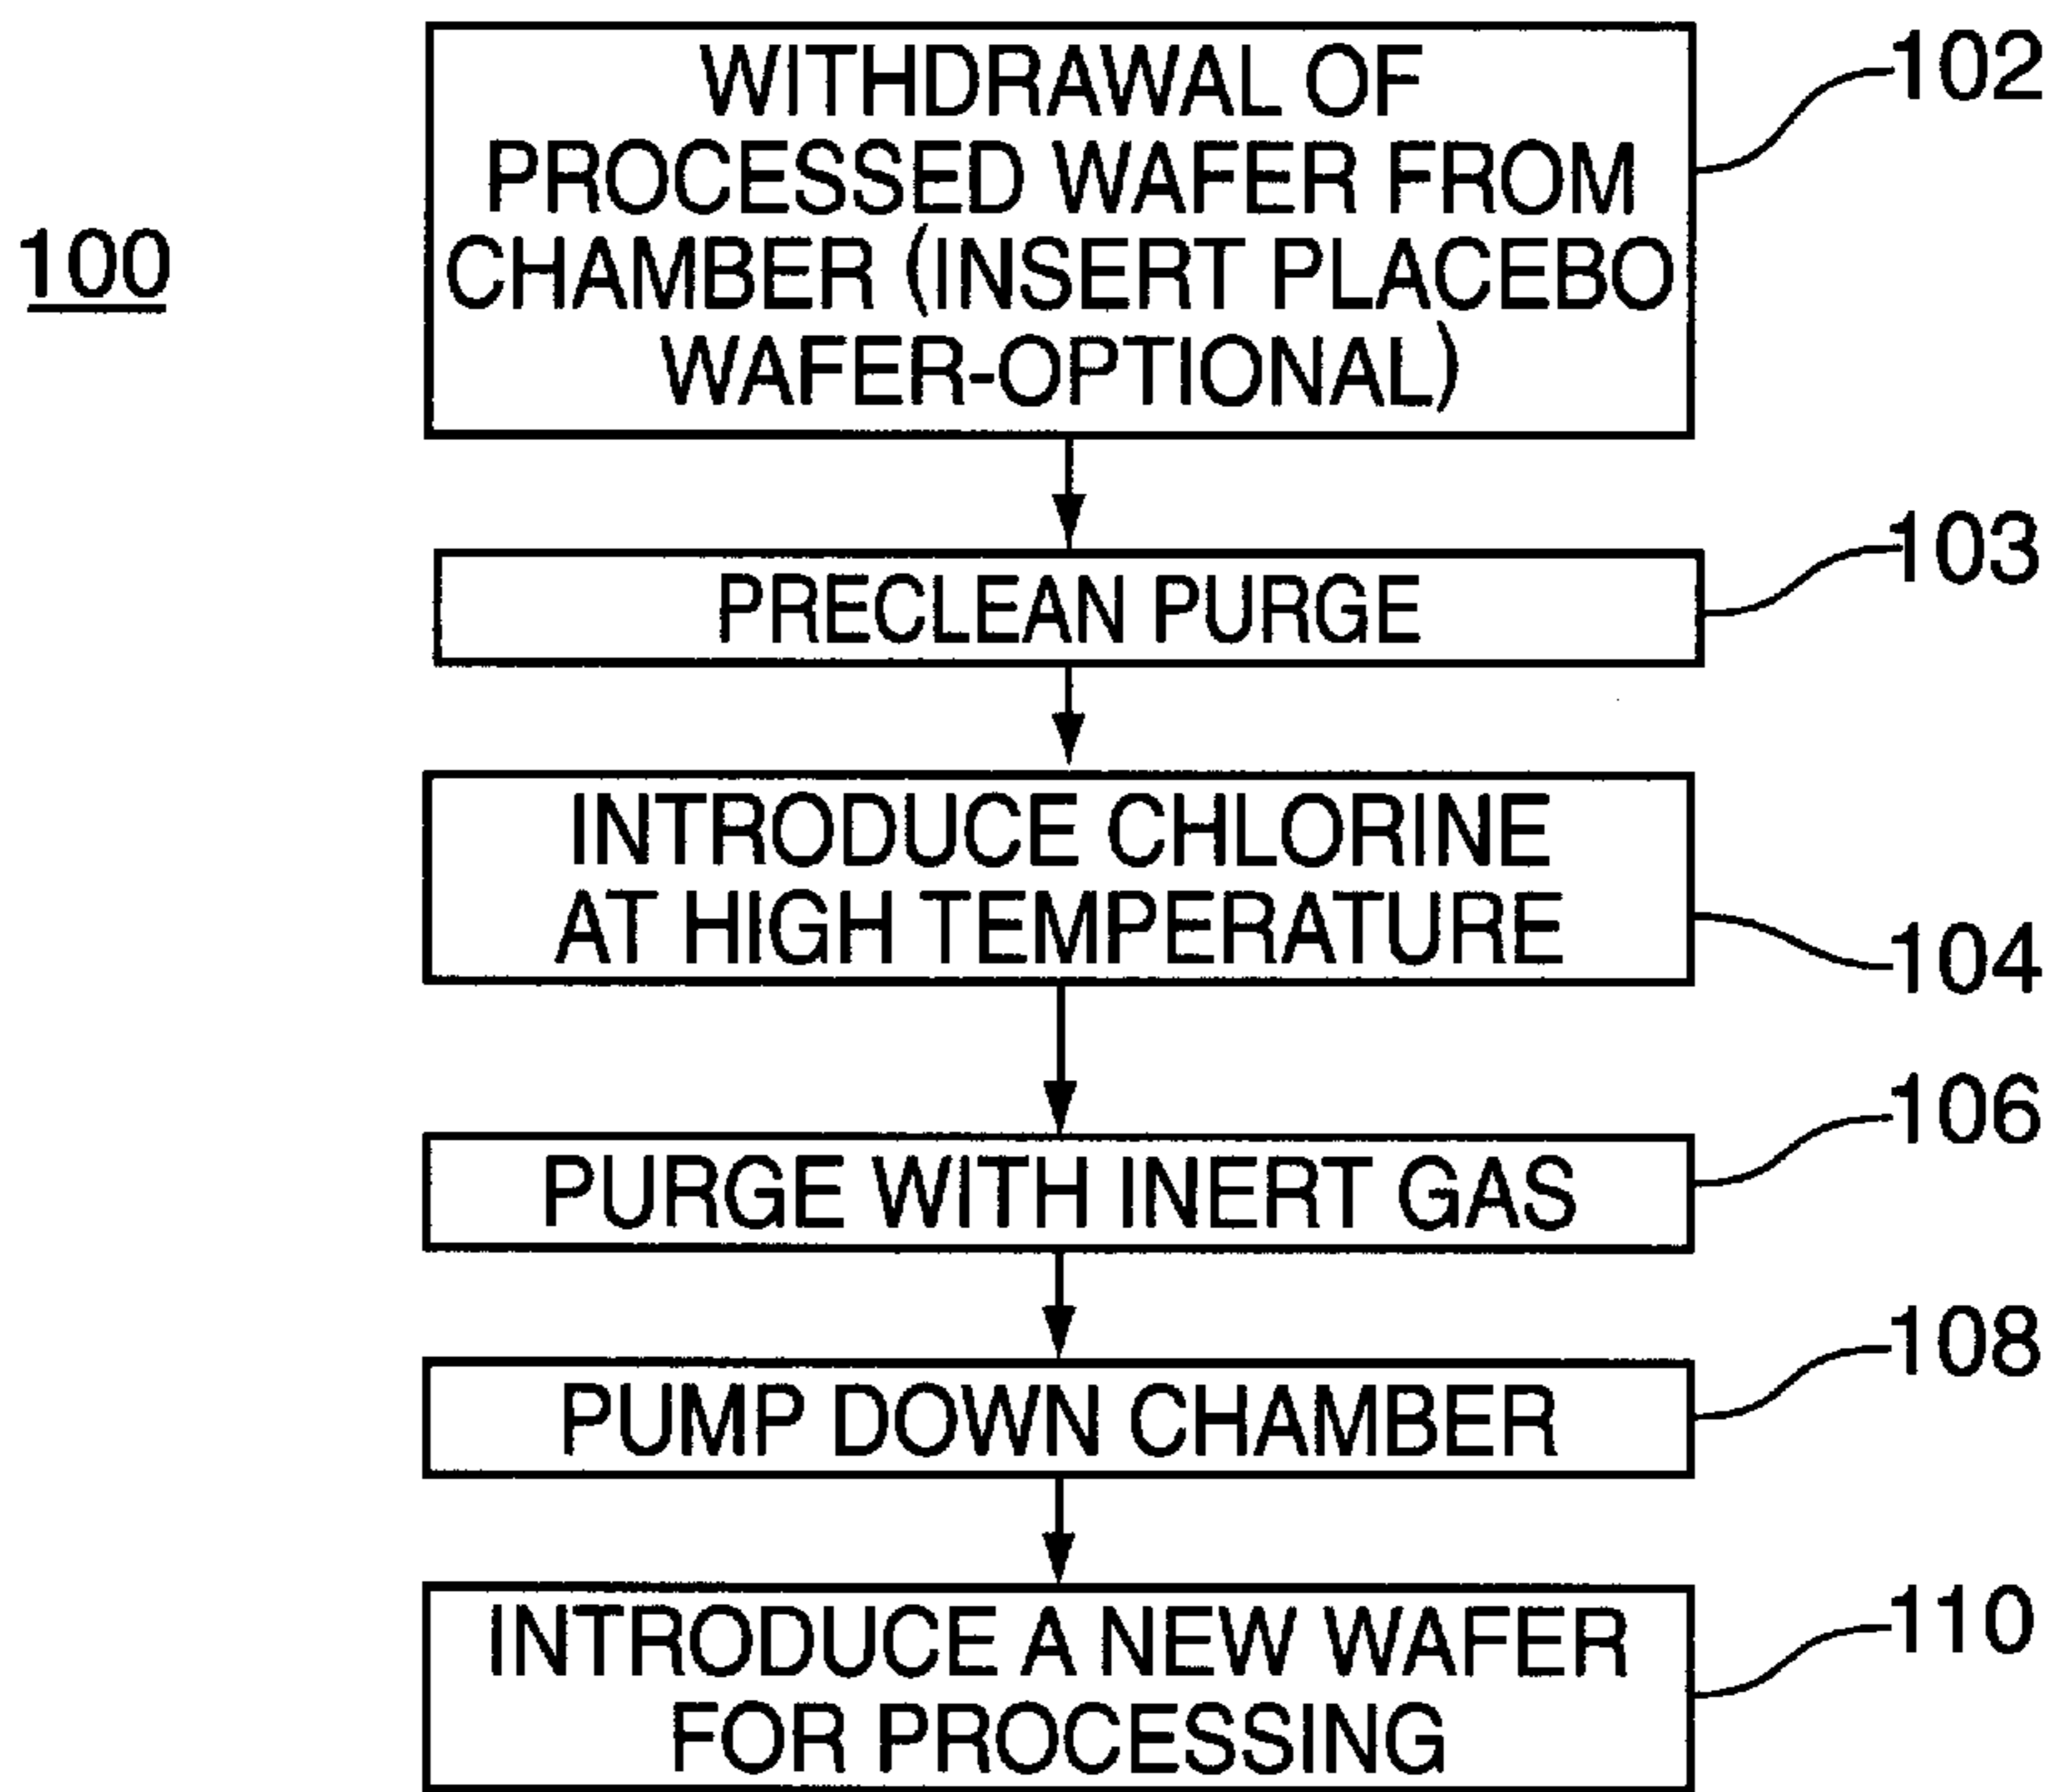 WITHDRAWAL OF
PROCESSED WAFER FROM
CHAMBER (INSERT PLACEBO
WAFER-OPTIONAL)
102
100
PRECLEAN PURGE
103
INTRODUCE CHLORINE
AT HIGH TEMPERATURE
104
PURGE WITH INERT GAS
106
PUMP DOWN CHAMBER
108
INTRODUCE A NEW WAFER
FOR PROCESSING
110